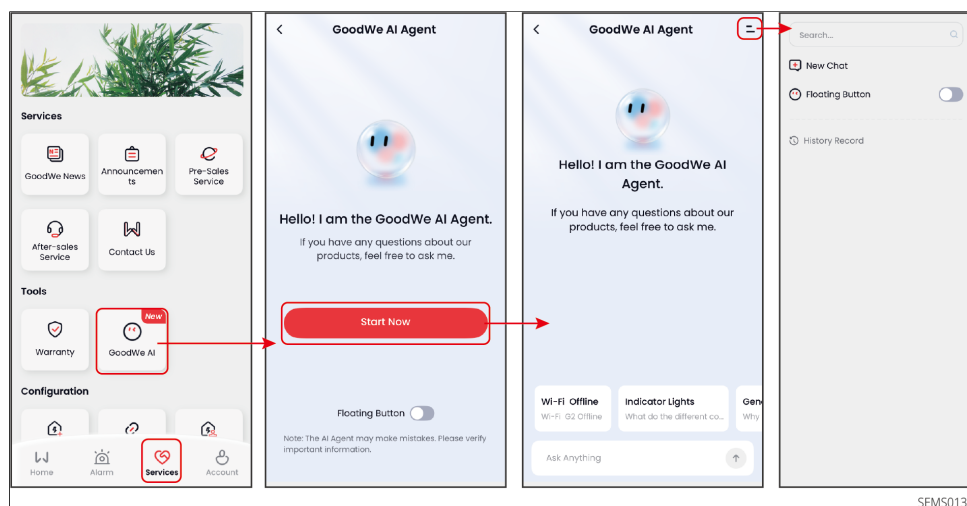 Services
GoodWe News
Announcemen
ts
Pre-Sales
Service
After-sales
Service
Contact Us
Tools
New
Warranty
GoodWe AI
Configuration
Home
Alarm
Services
Account
GoodWe AI Agent
Hello! I am the GoodWe AI Agent.
If you have any questions about our
products, feel free to ask me.
Start Now
Floating Button
Note: The AI Agent may make mistakes. Please verify
important information.
GoodWe AI Agent
Hello! I am the GoodWe AI
Agent.
If you have any questions about our
products, feel free to ask me.
Wi-Fi Offline
Wi-Fi G2 Offline
Indicator Lights
What do the different co...
Gen
Why
Ask Anything
Search...
New Chat
Floating Button
History Record
SEMS013